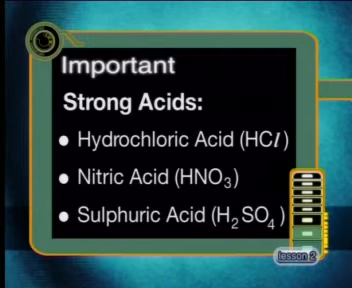 Important
Strong Acids:
● Hydrochloric Acid (HCl)
● Nitric Acid (HNO₃)
● Sulphuric Acid (H₂SO₄)
lesson 2